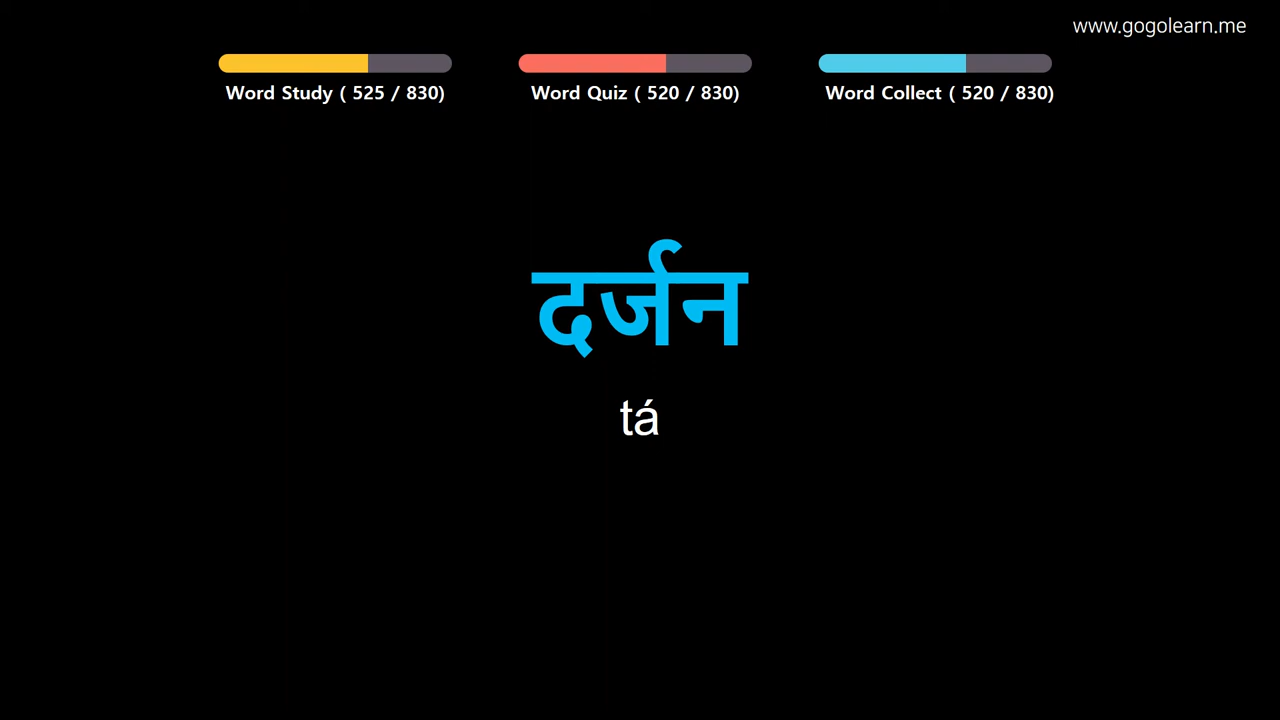 www.gogolearn.me
Word Study ( 525 / 830)
Word Quiz ( 520 / 830)
Word Collect ( 520 / 830)
दर्जन
tá